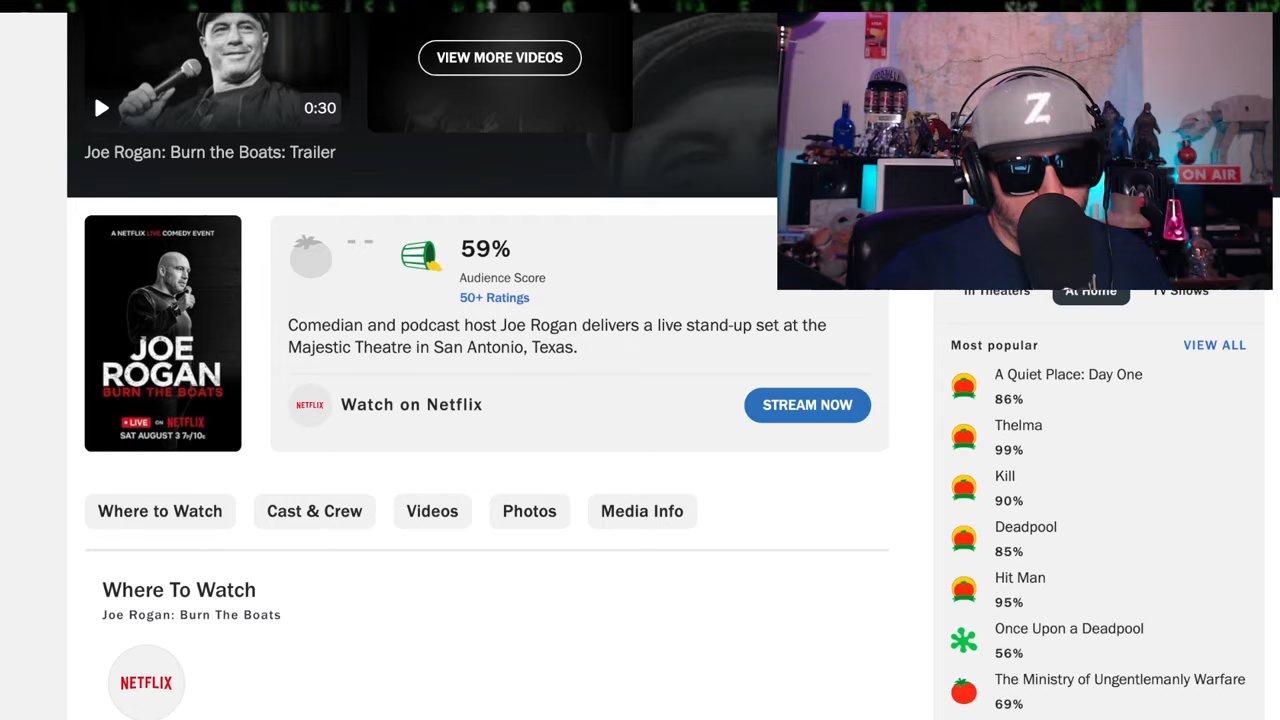 VIEW MORE VIDEOS
0:30
Joe Rogan: Burn the Boats: Trailer
Z
ON AIR
A NETFLIX LIVE COMEDY EVENT
JOE
ROGAN
BURN THE BOATS
LIVE ON NETFLIX
SAT AUGUST 3 7PT/10ET
59%
Audience Score
50+ Ratings
Comedian and podcast host Joe Rogan delivers a live stand-up set at the
Majestic Theatre in San Antonio, Texas.
NETFLIX
Watch on Netflix
STREAM NOW
Where to Watch
Cast & Crew
Videos
Photos
Media Info
Where To Watch
Joe Rogan: Burn The Boats
NETFLIX
In Theaters
At Home
TV Shows
Most popular
VIEW ALL
A Quiet Place: Day One
86%
Thelma
99%
Kill
90%
Deadpool
85%
Hit Man
95%
Once Upon a Deadpool
56%
The Ministry of Ungentlemanly Warfare
69%